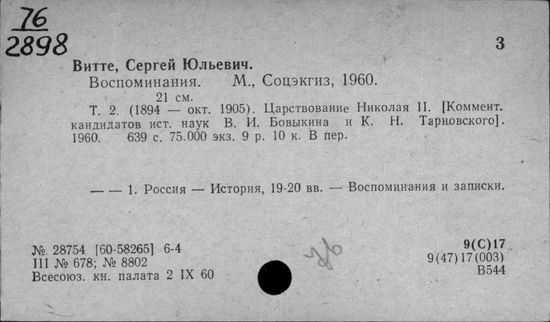 76
2898
3
Витте, Сергей Юльевич.
Воспоминания. М., Соцэкгиз, 1960.
21 см.
Т. 2. (1894 — окт. 1905). Царствование Николая II. [Коммент.
кандидатов ист. наук В. И. Бовыкина и К. Н. Тарновского].
1960. 639 с. 75.000 экз. 9 р. 10 к. В пер.
— — 1. Россия — История, 19-20 вв. — Воспоминания и записки.
№ 28754 [60-58265] 6-4
III № 678; № 8802
Всесоюз. кн. палата 2 IX 60
9(С)17
9(47)17(003)
В544